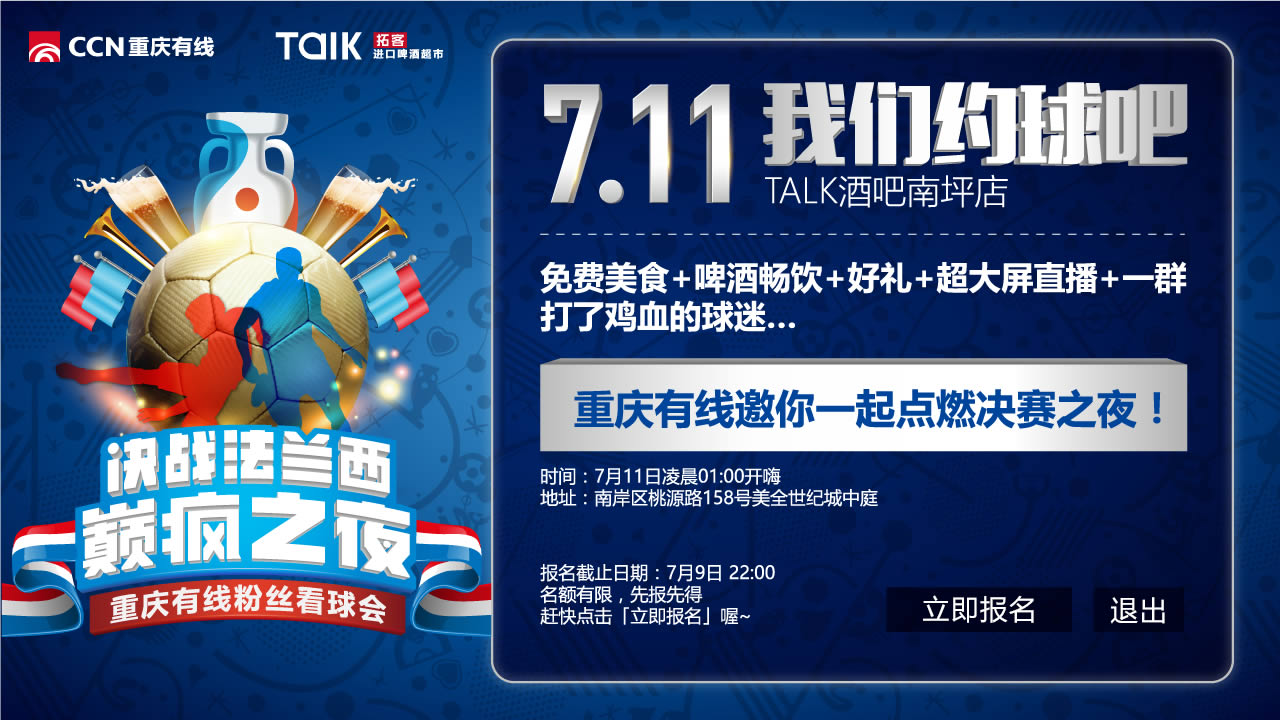 CCN重庆有线
TALK 拓客
进口啤酒超市
7.11 我们约球吧
TALK酒吧南坪店
免费美食+啤酒畅饮+好礼+超大屏直播+一群
打了鸡血的球迷...
重庆有线邀你一起点燃决赛之夜！
时间：7月11日凌晨01:00开嗨
地址：南岸区桃源路158号美全世纪城中庭
报名截止日期：7月9日 22:00
名额有限，先报先得
赶快点击「立即报名」喔~
立即报名
退出
决战法兰西
巅疯之夜
重庆有线粉丝看球会